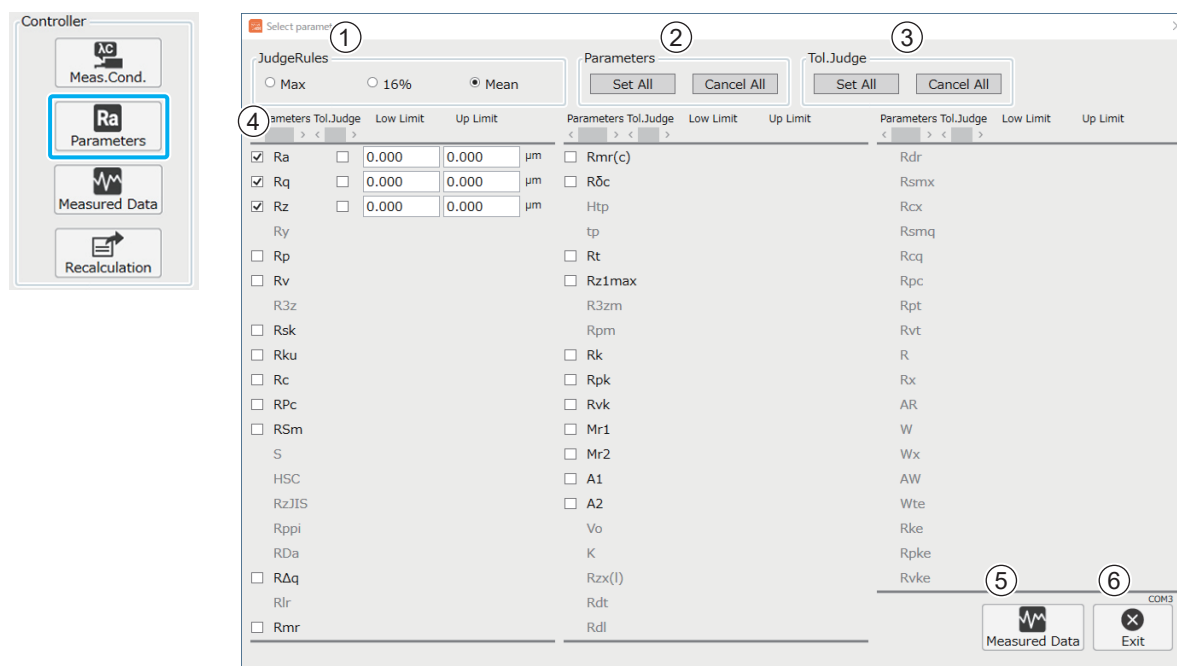 Controller
λC
Meas.Cond.
Ra
Parameters
Measured Data
Recalculation
Select paramet
1
2
3
JudgeRules
Max
16%
Mean
Parameters
Set All
Cancel All
Tol.Judge
Set All
Cancel All
4
ameters Tol.Judge Low Limit Up Limit
Ra 0.000 0.000 µm
Rq 0.000 0.000 µm
Rz 0.000 0.000 µm
Ry
Rp
Rv
R3z
Rsk
Rku
Rc
RPc
RSm
S
HSC
RzJIS
Rppi
RDa
RΔq
Rlr
Rmr
Parameters Tol.Judge Low Limit Up Limit
Rmr(c)
Rδc
Htp
tp
Rt
Rz1max
R3zm
Rpm
Rk
Rpk
Rvk
Mr1
Mr2
A1
A2
Vo
K
Rzx(l)
Rdt
Rdl
Parameters Tol.Judge Low Limit Up Limit
Rdr
Rsmx
Rcx
Rsmq
Rcq
Rpc
Rpt
Rvt
R
Rx
AR
W
Wx
AW
Wte
Rke
Rpke
Rvke
5
6
COM3
Measured Data
Exit